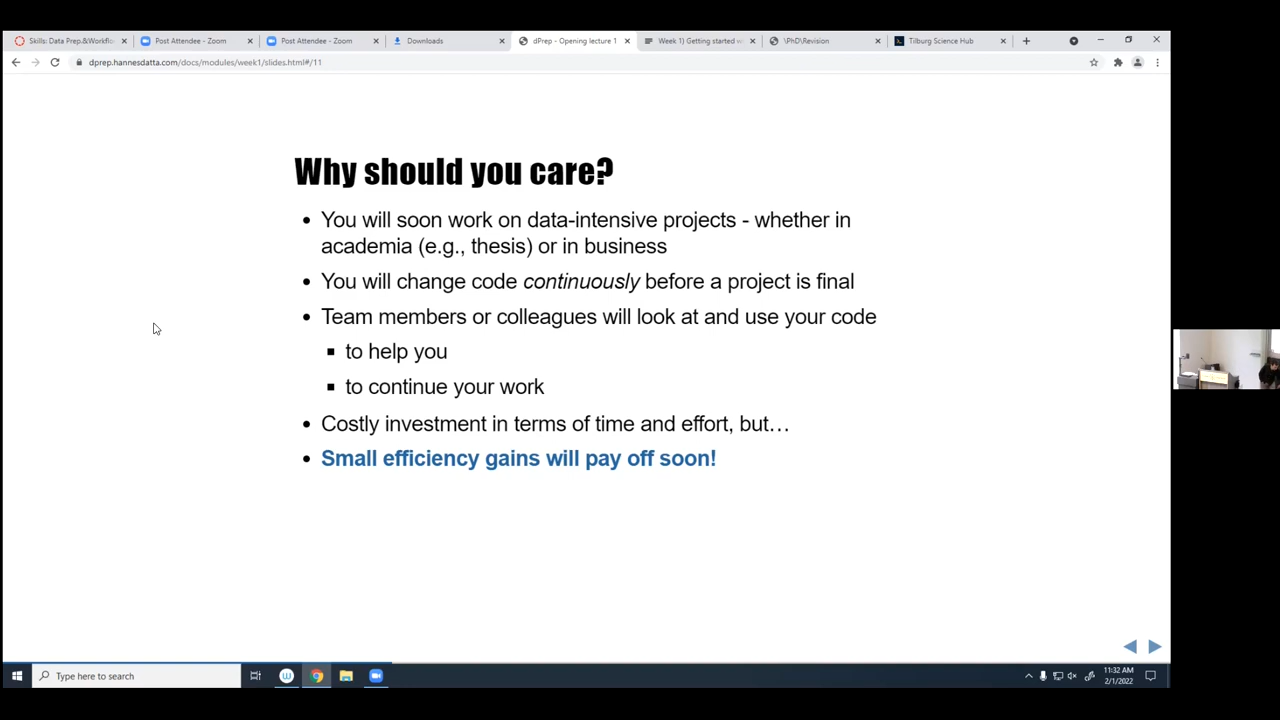 Skills: Data Prep.&Workflo
Post Attendee - Zoom
Post Attendee - Zoom
Downloads
dPrep - Opening lecture 1
Week 1) Getting started w
\PhD\Revision
Tilburg Science Hub
dprep.hannesdatta.com/docs/modules/week1/slides.html#/11
Why should you care?
You will soon work on data-intensive projects - whether in
academia (e.g., thesis) or in business
You will change code continuously before a project is final
Team members or colleagues will look at and use your code
to help you
to continue your work
Costly investment in terms of time and effort, but…
Small efficiency gains will pay off soon!
Type here to search
11:32 AM
2/1/2022